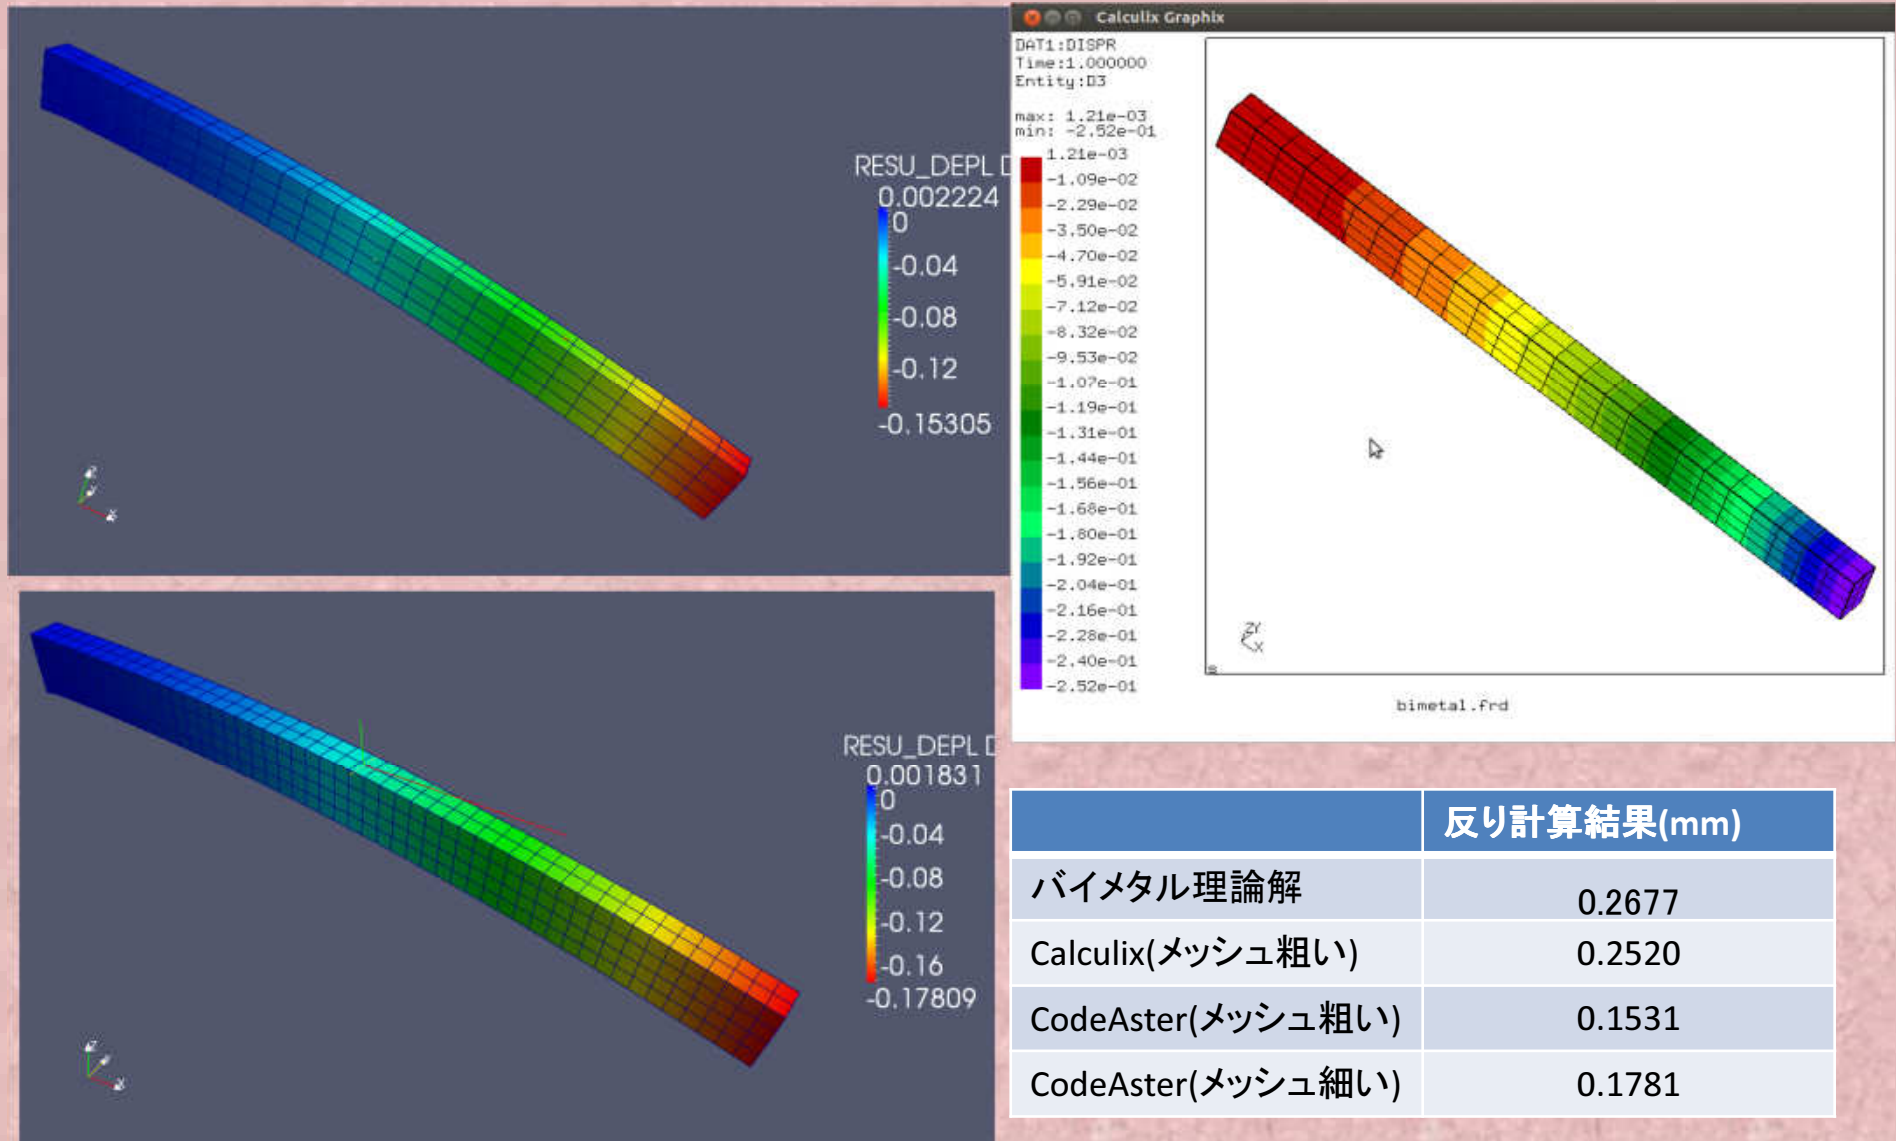 RESU_DEPL D
0.002224
0
-0.04
-0.08
-0.12
-0.15305
Z
Y
X
Calculix Graphix
DAT1:DISPR
Time:1.000000
Entity:D3
max: 1.21e-03
min: -2.52e-01
1.21e-03
-1.09e-02
-2.29e-02
-3.50e-02
-4.70e-02
-5.91e-02
-7.12e-02
-8.32e-02
-9.53e-02
-1.07e-01
-1.19e-01
-1.31e-01
-1.44e-01
-1.56e-01
-1.68e-01
-1.80e-01
-1.92e-01
-2.04e-01
-2.16e-01
-2.28e-01
-2.40e-01
-2.52e-01
ZY
X
bimetal.frd
RESU_DEPL D
0.001831
0
-0.04
-0.08
-0.12
-0.16
-0.17809
Z
X
反り計算結果(mm)
バイメタル理論解 0.2677
Calculix(メッシュ粗い) 0.2520
CodeAster(メッシュ粗い) 0.1531
CodeAster(メッシュ細い) 0.1781